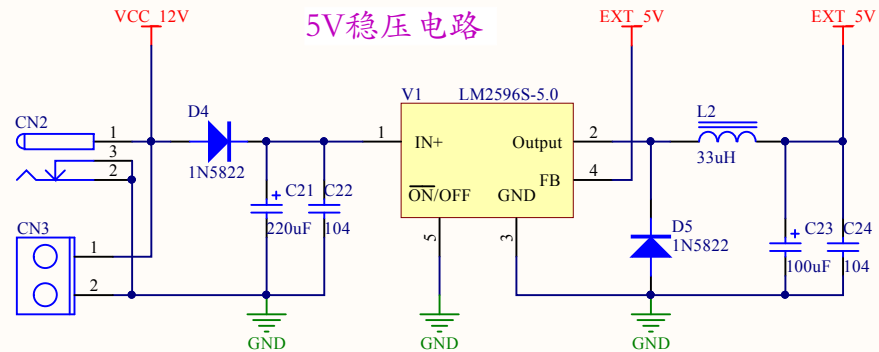 5V稳压电路
VCC_12V
EXT_5V
EXT_5V
CN2
1
3
2
D4
1N5822
CN3
1
2
C21
220uF
C22
104
V1
LM2596S-5.0
1
IN+
Output
2
FB
4
ON/OFF
GND
5
3
L2
33uH
D5
1N5822
C23
100uF
C24
104
GND
GND
GND
+
+